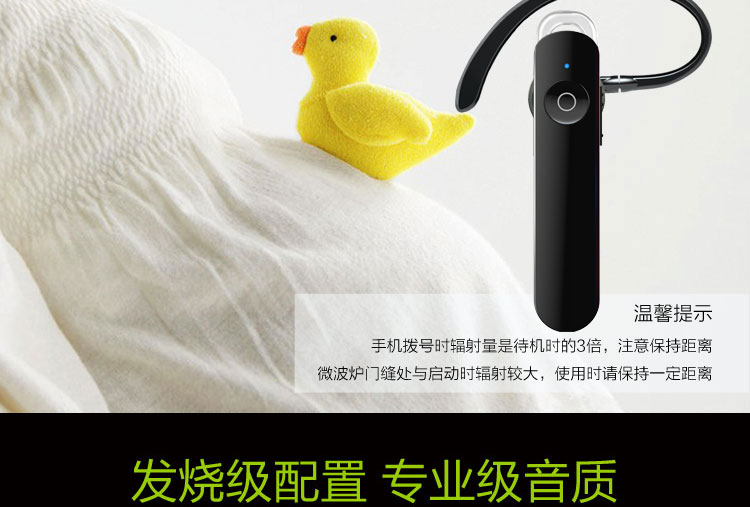 温馨提示
手机拨号时辐射量是待机时的3倍，注意保持距离
微波炉门缝处与启动时辐射较大，使用时请保持一定距离
发烧级配置 专业级音质